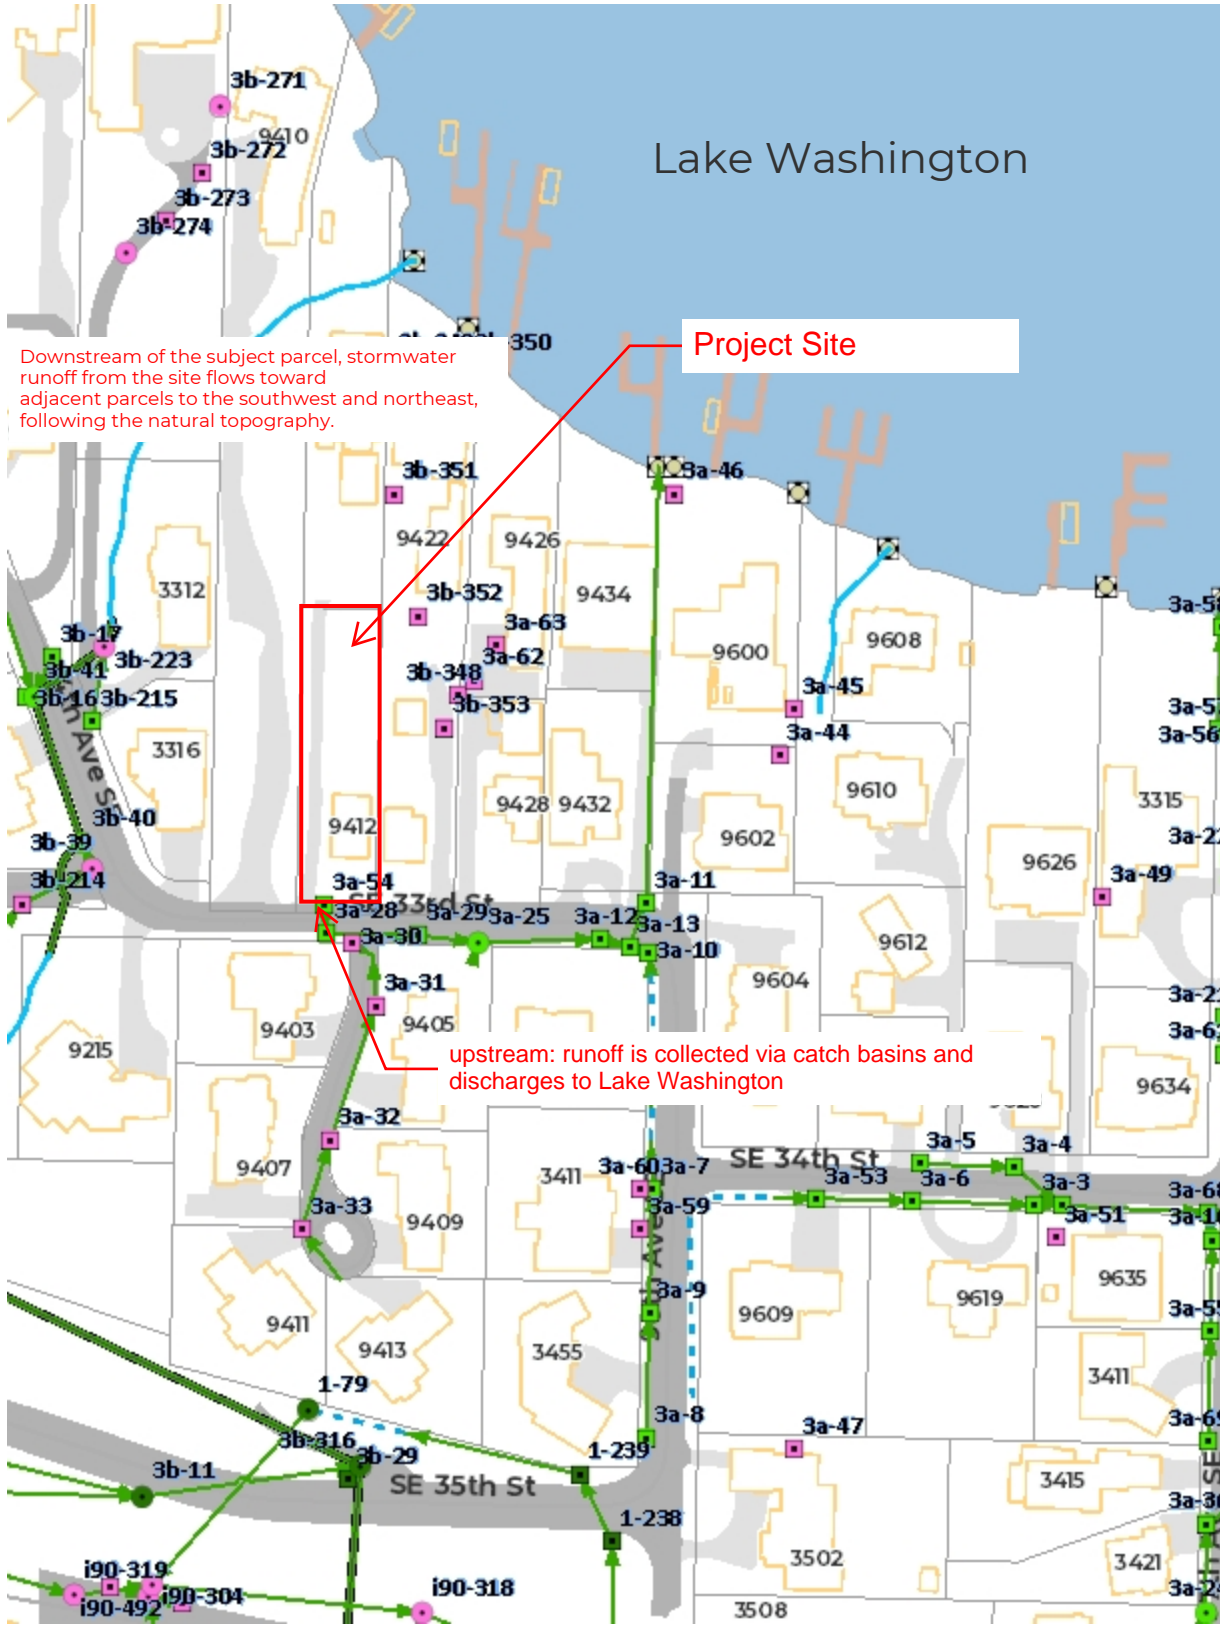 3b-271
9410
3b-272
Lake Washington
3b-273
3b-274
350
Project Site
Downstream of the subject parcel, stormwater
runoff from the site flows toward
adjacent parcels to the southwest and northeast,
following the natural topography.
3b-351
3a-46
9422
9426
3312
9434
3b-352
3a-58
3a-63
3b-17
9608
9600
3b-223
3a-62
3b-41
3b-348
3a-45
3b-16
3b-215
3b-353
3a-44
3a-56
3316
9610
9428
9432
3315
3b-40
9412
9602
3b-39
9626
3b-214
3a-54
3a-11
3a-49
SE 33rd St
3a-28
3a-29
3a-25
3a-12
3a-13
3a-30
9612
3a-10
3a-31
9604
9403
9405
9215
upstream: runoff is collected via catch basins and
discharges to Lake Washington
9634
3a-32
3a-5
3a-4
SE 34th St
9407
3411
3a-60
3a-7
3a-53
3a-6
3a-3
3a-68
3a-33
3a-59
3a-51
9409
9635
3a-9
9619
9609
9411
9413
3455
3411
1-79
3a-8
3a-47
3b-316
3b-29
1-239
3b-11
SE 35th St
3415
1-238
3502
3421
i90-319
i90-304
i90-318
i90-492
3508